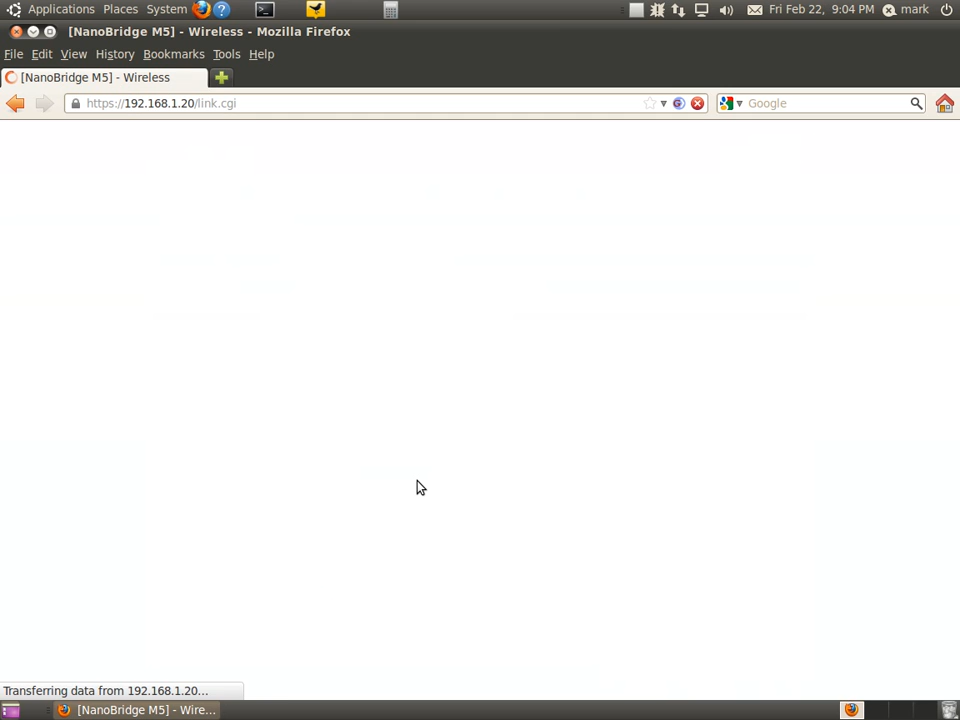 Applications Places System
Fri Feb 22, 9:04 PM mark
[NanoBridge M5] - Wireless - Mozilla Firefox
File Edit View History Bookmarks Tools Help
[NanoBridge M5] - Wireless
https://192.168.1.20/link.cgi
Google
Transferring data from 192.168.1.20...
[NanoBridge M5] - Wire...